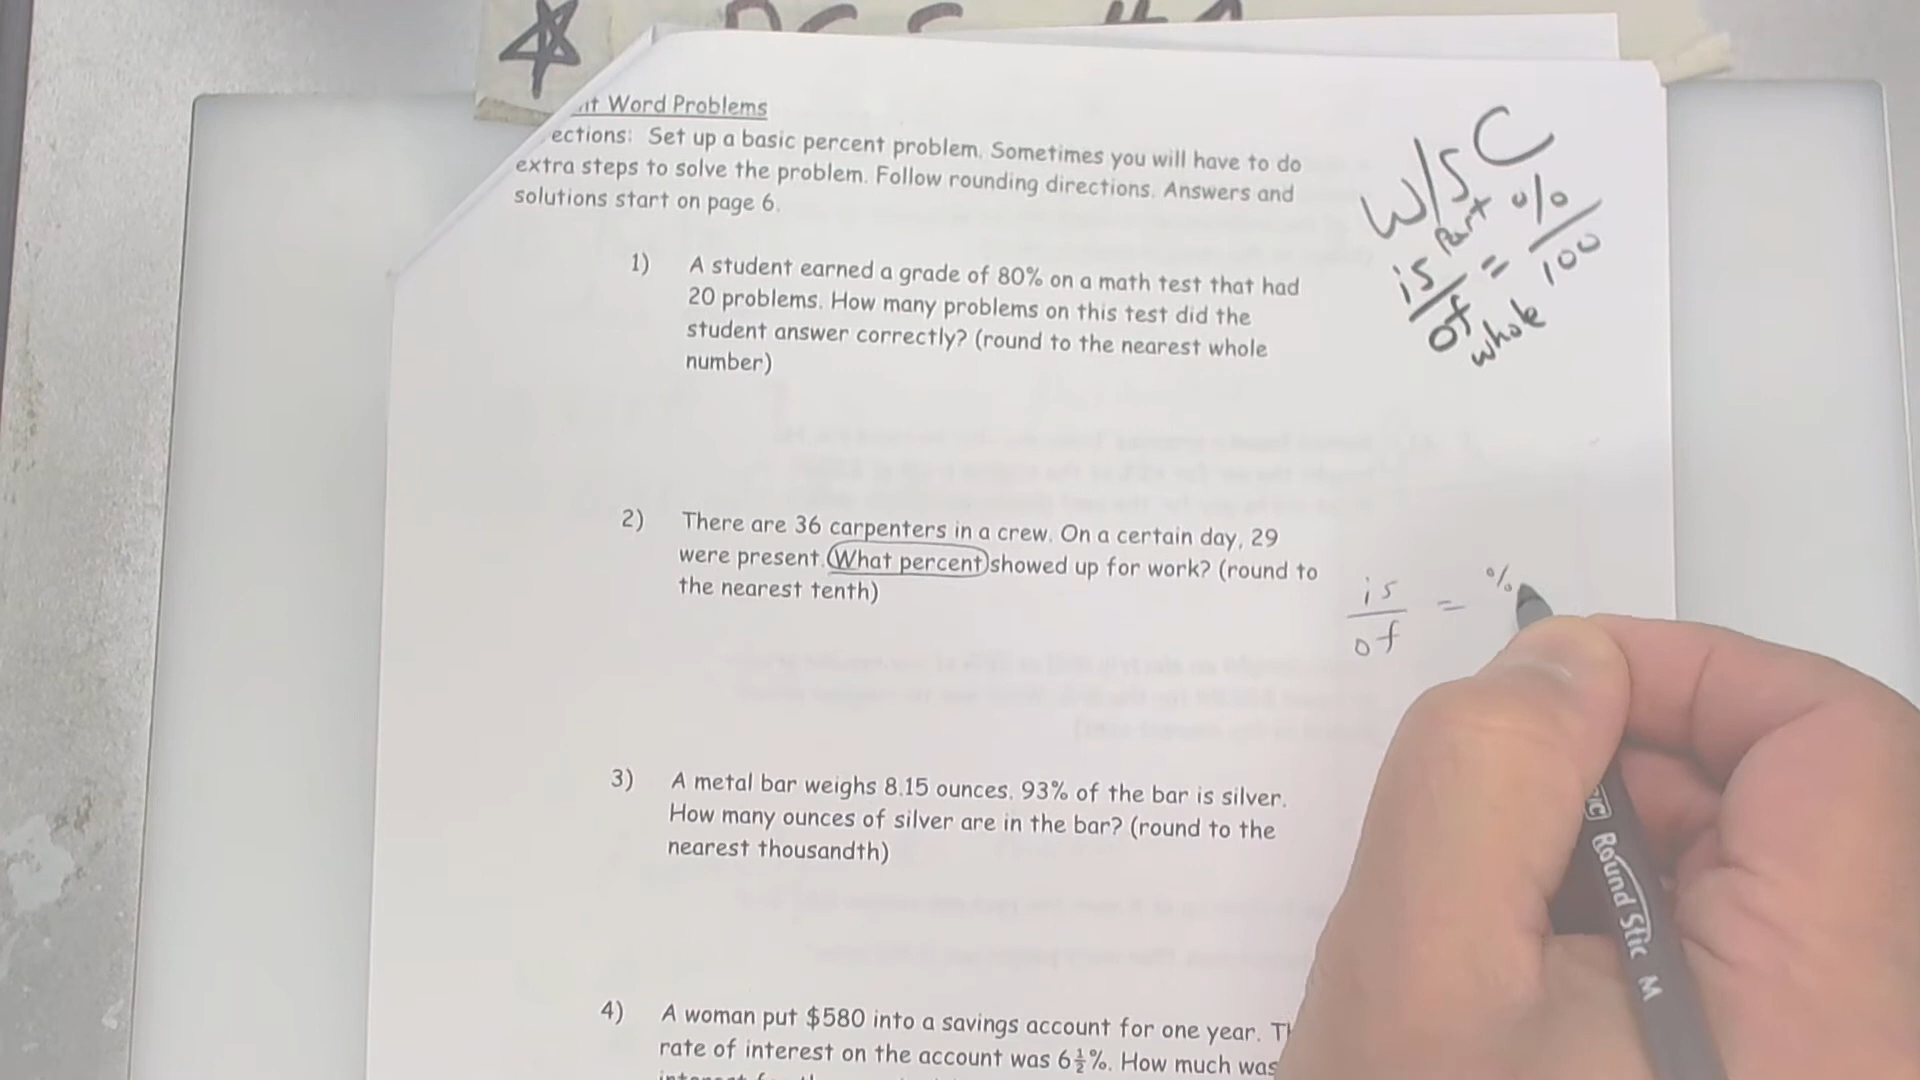 Word Problems
ections: Set up a basic percent problem. Sometimes you will have to do
extra steps to solve the problem. Follow rounding directions. Answers and
solutions start on page 6.
1) A student earned a grade of 80% on a math test that had
20 problems. How many problems on this test did the
student answer correctly? (round to the nearest whole
number)
2) There are 36 carpenters in a crew. On a certain day, 29
were present. What percent showed up for work? (round to
the nearest tenth)
3) A metal bar weighs 8.15 ounces. 93% of the bar is silver.
How many ounces of silver are in the bar? (round to the
nearest thousandth)
4) A woman put $580 into a savings account for one year.
rate of interest on the account was 6½%. How much was
W/S C
part %
is = 100
of whole
is = %
of
BIC Round Stic M